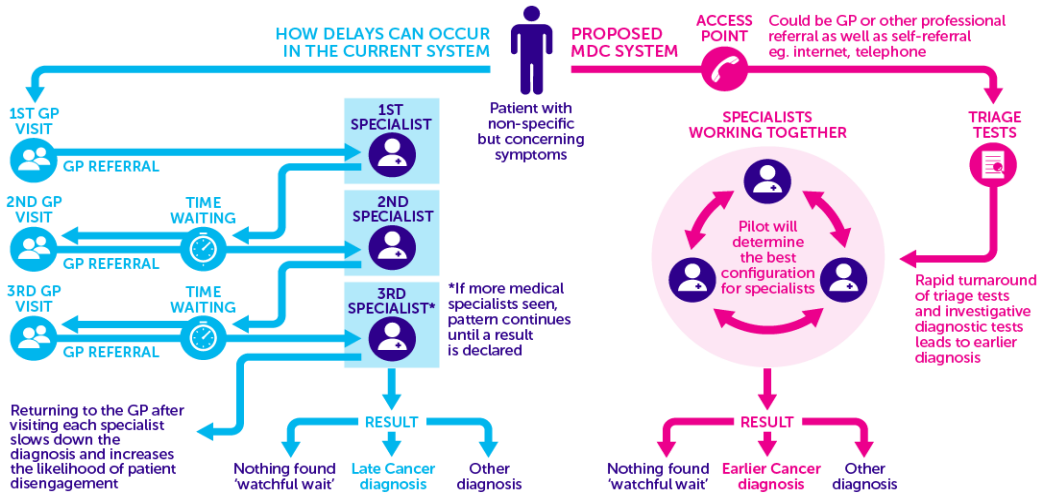 HOW DELAYS CAN OCCUR
IN THE CURRENT SYSTEM
1ST GP
VISIT
GP REFERRAL
1ST
SPECIALIST
2ND GP
VISIT
TIME
WAITING
GP REFERRAL
2ND
SPECIALIST
3RD GP
VISIT
TIME
WAITING
GP REFERRAL
3RD
SPECIALIST*
*If more medical
specialists seen,
pattern continues
until a result
is declared
Returning to the GP after
visiting each specialist
slows down the
diagnosis and increases
the likelihood of patient
disengagement
RESULT
Nothing found
'watchful wait'
Late Cancer
diagnosis
Other
diagnosis
Patient with
non-specific
but concerning
symptoms
PROPOSED
MDC SYSTEM
ACCESS
POINT
Could be GP or other professional
referral as well as self-referral
eg. internet, telephone
TRIAGE
TESTS
SPECIALISTS
WORKING TOGETHER
Pilot will
determine
the best
configuration
for specialists
Rapid turnaround
of triage tests
and investigative
diagnostic tests
leads to earlier
diagnosis
RESULT
Nothing found
'watchful wait'
Earlier Cancer
diagnosis
Other
diagnosis